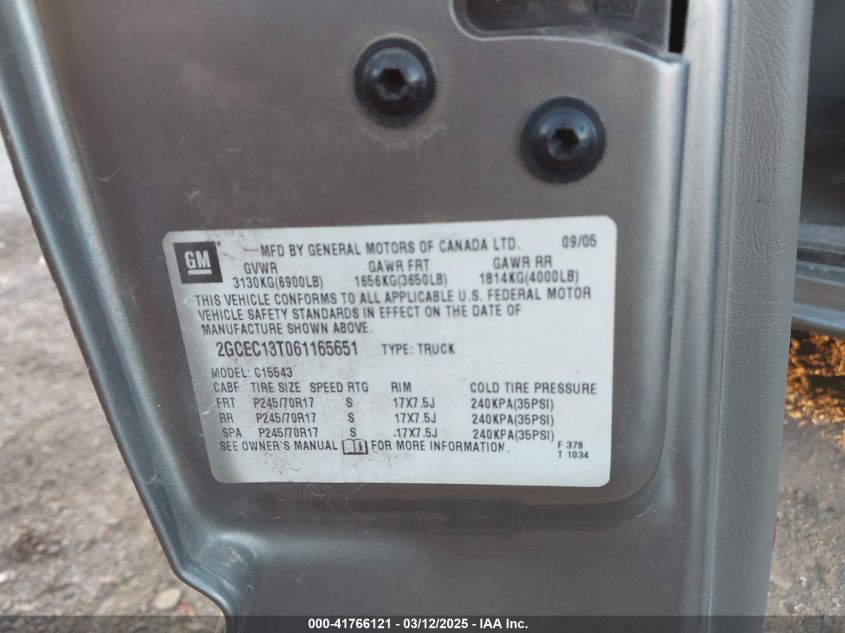 GM MFD BY GENERAL MOTORS OF CANADA LTD. 09/05
GVWR GAWR FRT GAWR RR
3130KG(6900LB) 1656KG(3650LB) 1814KG(4000LB)
THIS VEHICLE CONFORMS TO ALL APPLICABLE U.S. FEDERAL MOTOR
VEHICLE SAFETY STANDARDS IN EFFECT ON THE DATE OF
MANUFACTURE SHOWN ABOVE.
2GCEC13T061165651 TYPE: TRUCK
MODEL: C15543
CABF TIRE SIZE SPEED RTG RIM COLD TIRE PRESSURE
FRT P245/70R17 S 17X7.5J 240KPA(35PSI)
RR P245/70R17 S 17X7.5J 240KPA(35PSI)
SPA P245/70R17 S 17X7.5J 240KPA(35PSI)
SEE OWNER'S MANUAL FOR MORE INFORMATION.
F 378
T 1034
000-41766121 - 03/12/2025 - IAA Inc.